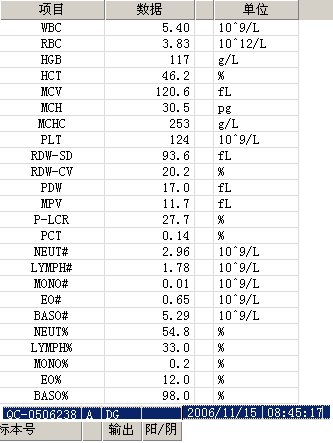 项目 数据 单位
WBC 5.40 10^9/L
RBC 3.83 10^12/L
HGB 117 g/L
HCT 46.2 %
MCV 120.6 fL
MCH 30.5 pg
MCHC 253 g/L
PLT 124 10^9/L
RDW-SD 93.6 fL
RDW-CV 20.2 %
PDW 17.0 fL
MPV 11.7 fL
P-LCR 27.7 %
PCT 0.14 %
NEUT# 2.96 10^9/L
LYMPH# 1.78 10^9/L
MONO# 0.01 10^9/L
EO# 0.65 10^9/L
BASO# 5.29 10^9/L
NEUT% 54.8 %
LYMPH% 33.0 %
MONO% 0.2 %
EO% 12.0 %
BASO% 98.0 %
QC-0506238 A DG 2006/11/15 08:45:17
标本号 输出 阳/阴